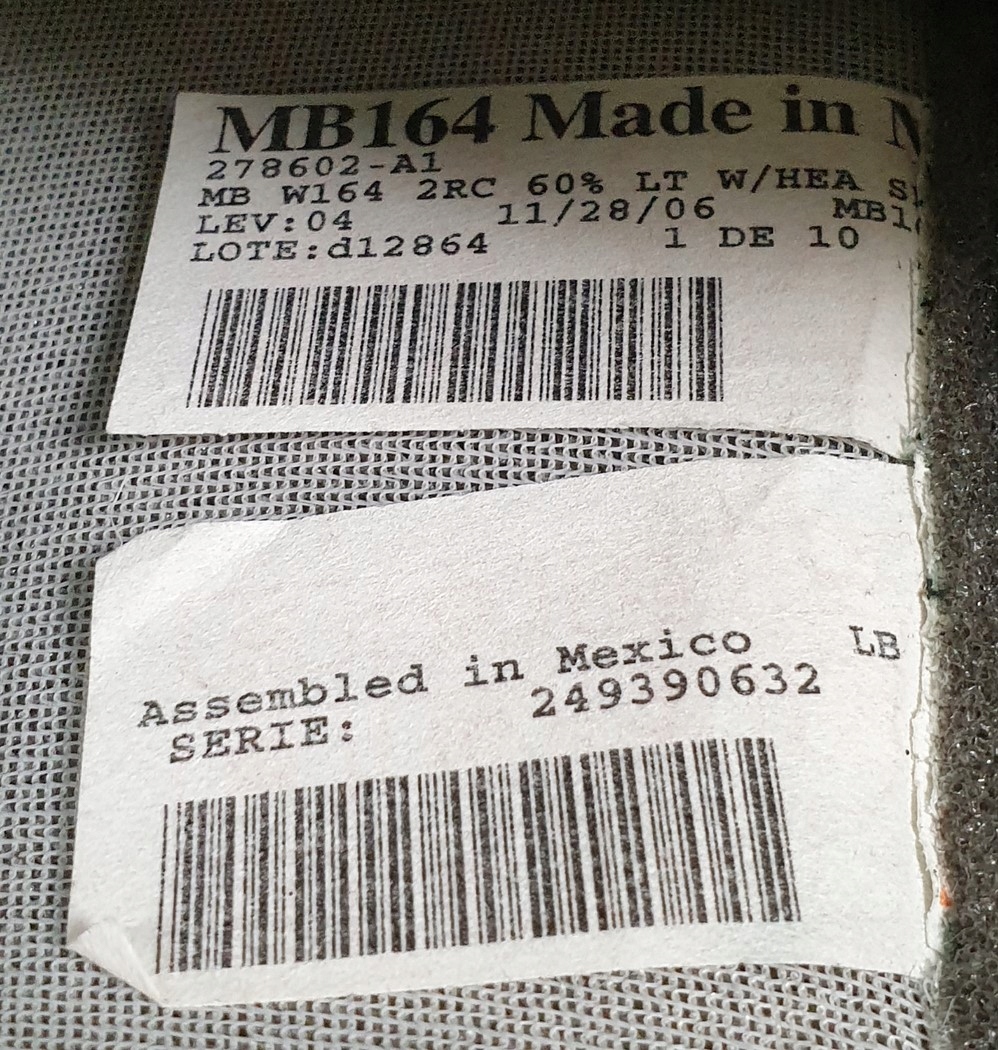 MB164 Made in
278602-A1
MB W164 2RC 60% LT W/HEA
LEV:04 11/28/06
LOTE:d12864 1 DE 10
Assembled in Mexico LB
SERIE: 249390632